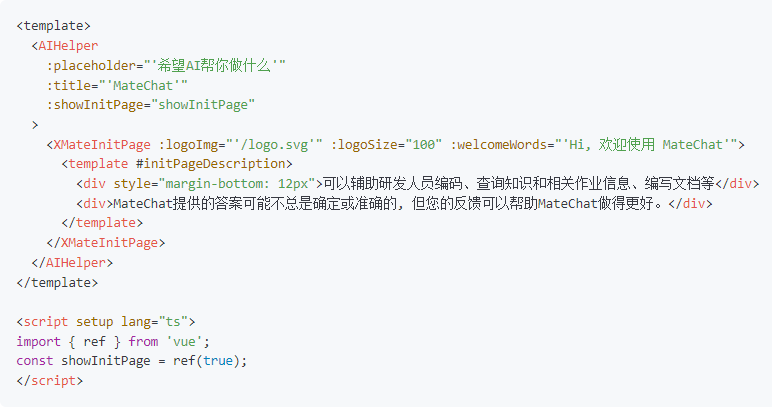 <template>
  <AIHelper
    :placeholder="'希望AI帮你做什么'"
    :title="'MateChat'"
    :showInitPage="showInitPage"
  >
    <XMateInitPage :logoImg="'/logo.svg'" :logoSize="100" :welcomeWords="'Hi, 欢迎使用 MateChat'">
      <template #initPageDescription>
        <div style="margin-bottom: 12px">可以辅助研发人员编码、查询知识和相关作业信息、编写文档等</div>
        <div>MateChat提供的答案可能不总是确定或准确的, 但您的反馈可以帮助MateChat做得更好。</div>
      </template>
    </XMateInitPage>
  </AIHelper>
</template>

<script setup lang="ts">
import { ref } from 'vue';
const showInitPage = ref(true);
</script>